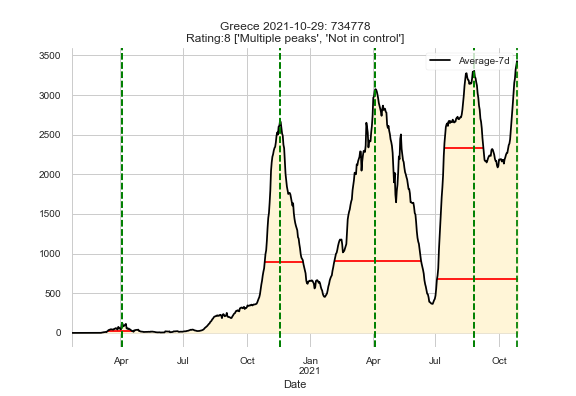 Greece 2021-10-29: 734778
Rating:8 ['Multiple peaks', 'Not in control']
Average-7d
3500
3000
2500
2000
1500
1000
500
0
Apr Jul Oct Jan Apr Jul Oct
2021
Date